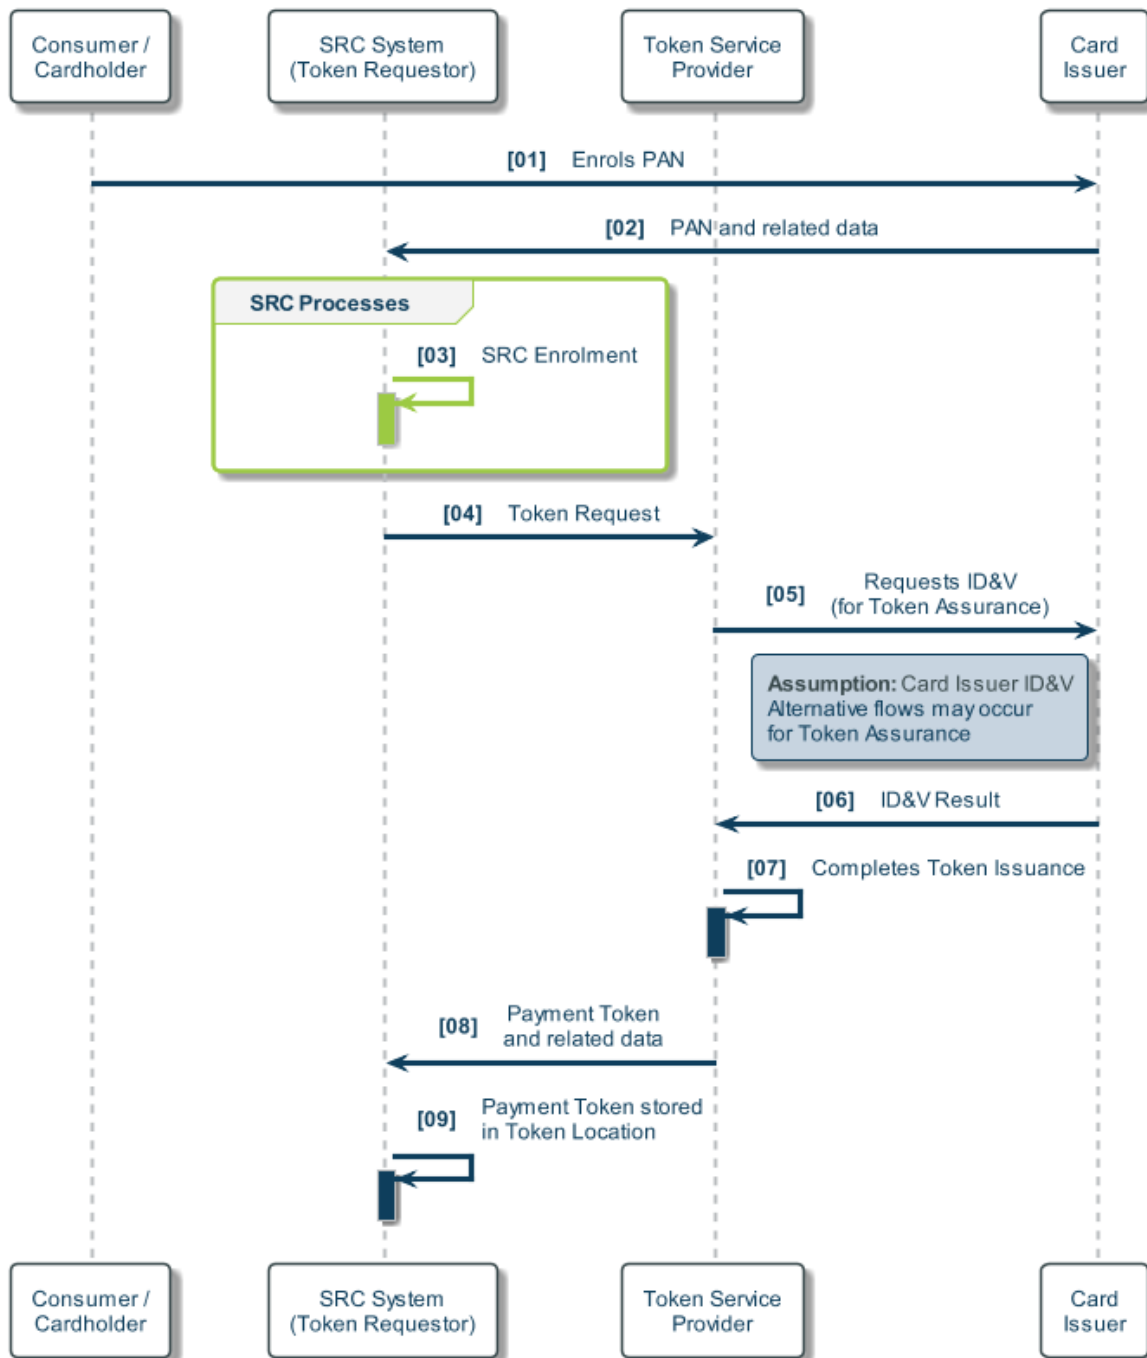 Consumer /
Cardholder
SRC System
(Token Requestor)
Token Service
Provider
Card
Issuer
[01] Enrols PAN
[02] PAN and related data
SRC Processes
[03] SRC Enrolment
[04] Token Request
[05] Requests ID&V
(for Token Assurance)
Assumption: Card Issuer ID&V
Alternative flows may occur
for Token Assurance
[06] ID&V Result
[07] Completes Token Issuance
[08] Payment Token
and related data
[09] Payment Token stored
in Token Location
Consumer /
Cardholder
SRC System
(Token Requestor)
Token Service
Provider
Card
Issuer